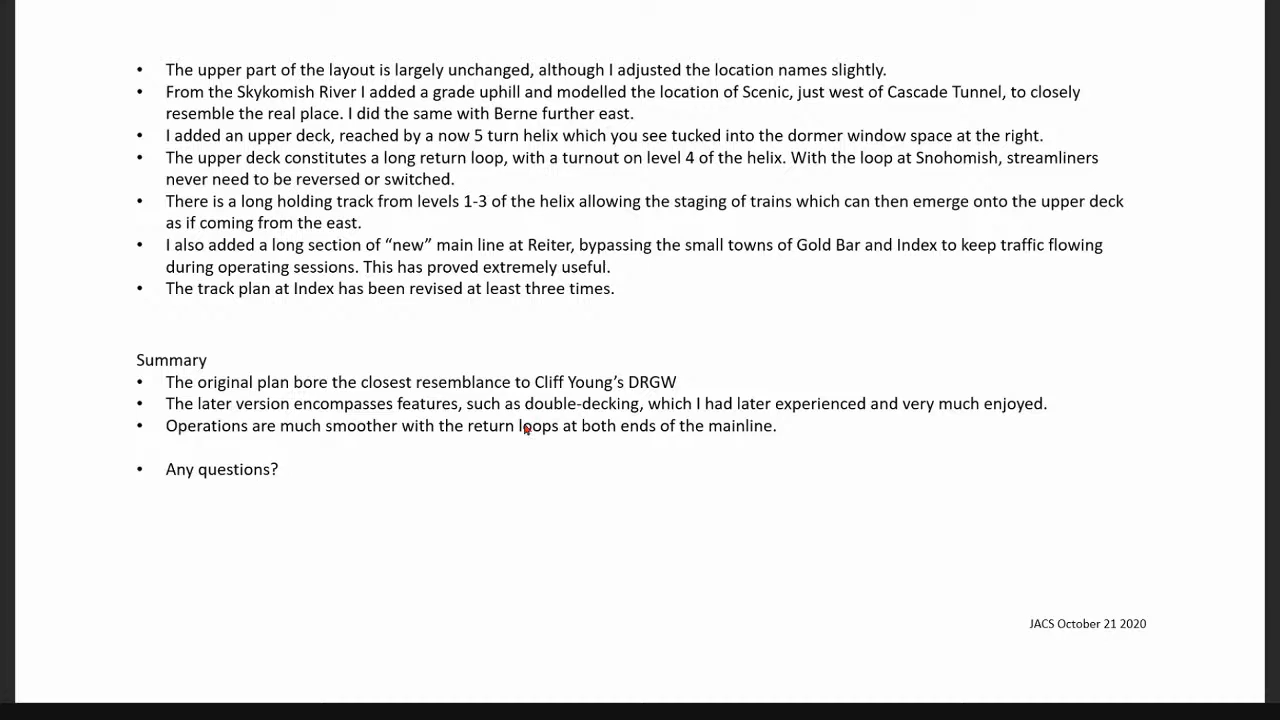 • The upper part of the layout is largely unchanged, although I adjusted the location names slightly.
• From the Skykomish River I added a grade uphill and modelled the location of Scenic, just west of Cascade Tunnel, to closely
resemble the real place. I did the same with Berne further east.
• I added an upper deck, reached by a now 5 turn helix which you see tucked into the dormer window space at the right.
• The upper deck constitutes a long return loop, with a turnout on level 4 of the helix. With the loop at Snohomish, streamliners
never need to be reversed or switched.
• There is a long holding track from levels 1-3 of the helix allowing the staging of trains which can then emerge onto the upper deck
as if coming from the east.
• I also added a long section of “new” main line at Reiter, bypassing the small towns of Gold Bar and Index to keep traffic flowing
during operating sessions. This has proved extremely useful.
• The track plan at Index has been revised at least three times.
Summary
• The original plan bore the closest resemblance to Cliff Young’s DRGW
• The later version encompasses features, such as double-decking, which I had later experienced and very much enjoyed.
• Operations are much smoother with the return loops at both ends of the mainline.
• Any questions?
JACS October 21 2020